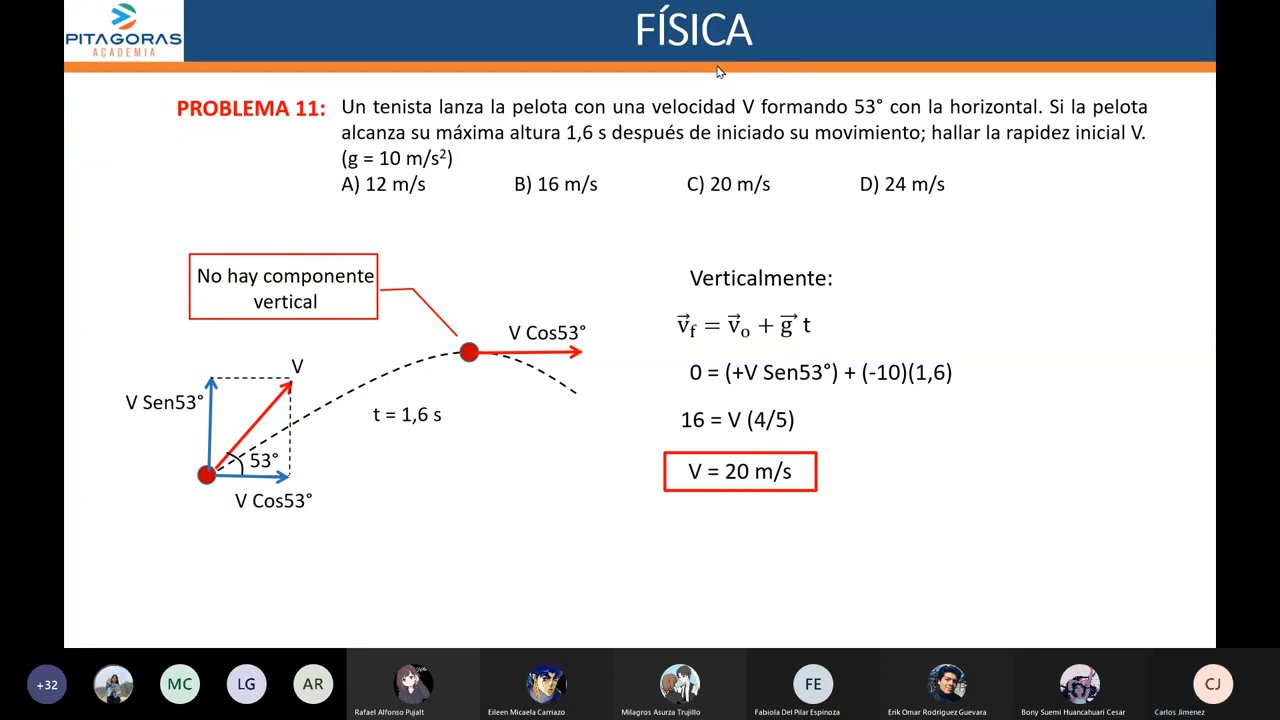 PITAGORAS
ACADEMIA
FÍSICA
PROBLEMA 11: Un tenista lanza la pelota con una velocidad V formando 53° con la horizontal. Si la pelota
alcanza su máxima altura 1,6 s después de iniciado su movimiento; hallar la rapidez inicial V.
(g = 10 m/s²)
A) 12 m/s B) 16 m/s C) 20 m/s D) 24 m/s
No hay componente
vertical
V Cos53°
V
V Sen53°
t = 1,6 s
53°
V Cos53°
Verticalmente:
v⃗f = v⃗o + g⃗ t
0 = (+V Sen53°) + (-10)(1,6)
16 = V (4/5)
V = 20 m/s
+32
MC
LG
AR
FE
CJ
Rafael Alfonso Pujalt
Eileen Micaela Carriazo
Milagros Asurza Trujillo
Fabiola Del Pilar Espinoza
Erik Omar Rodriguez Guevara
Bony Suemi Huancahuari Cesar
Carlos Jimenez